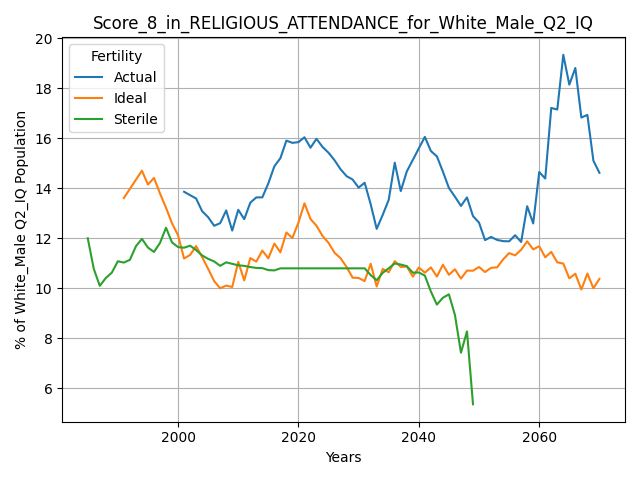 Score_8_in_RELIGIOUS_ATTENDANCE_for_White_Male_Q2_IQ
% of White_Male Q2_IQ Population
20
18
16
14
12
10
8
6
Fertility
Actual
Ideal
Sterile
2000
2020
2040
2060
Years